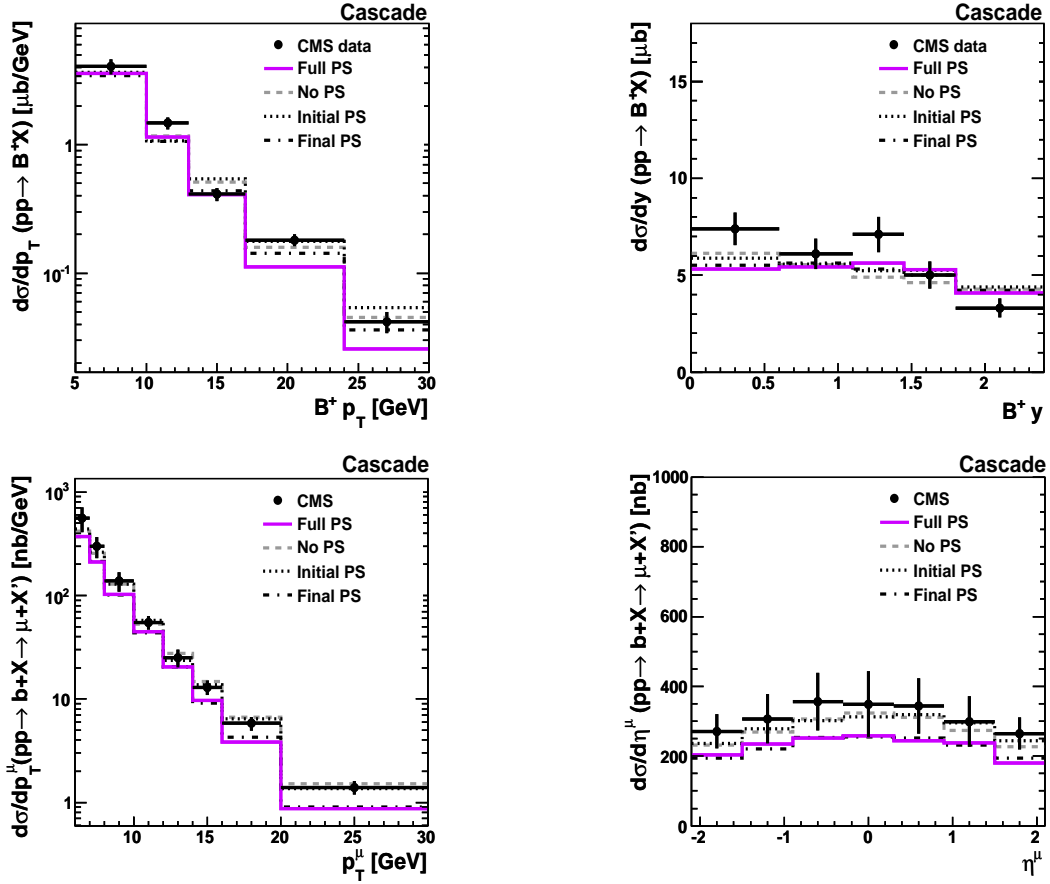 Cascade
dσ/dp_T (pp→ B⁺X) [μb/GeV]
CMS data
Full PS
No PS
Initial PS
Final PS
1
10⁻¹
5 10 15 20 25 30
B⁺ p_T [GeV]
Cascade
dσ/dy (pp→ B⁺X) [μb]
CMS data
Full PS
No PS
Initial PS
Final PS
15
10
5
0
0 0.5 1 1.5 2
B⁺ y
Cascade
dσ/dp_T^μ(pp→ b+X→ μ+X') [nb/GeV]
CMS
Full PS
No PS
Initial PS
Final PS
10³
10²
10
1
10 15 20 25 30
p_T^μ [GeV]
Cascade
dσ/dη^μ (pp→ b+X→ μ+X') [nb]
CMS
Full PS
No PS
Initial PS
Final PS
1000
800
600
400
200
0
-2 -1 0 1 2
η^μ